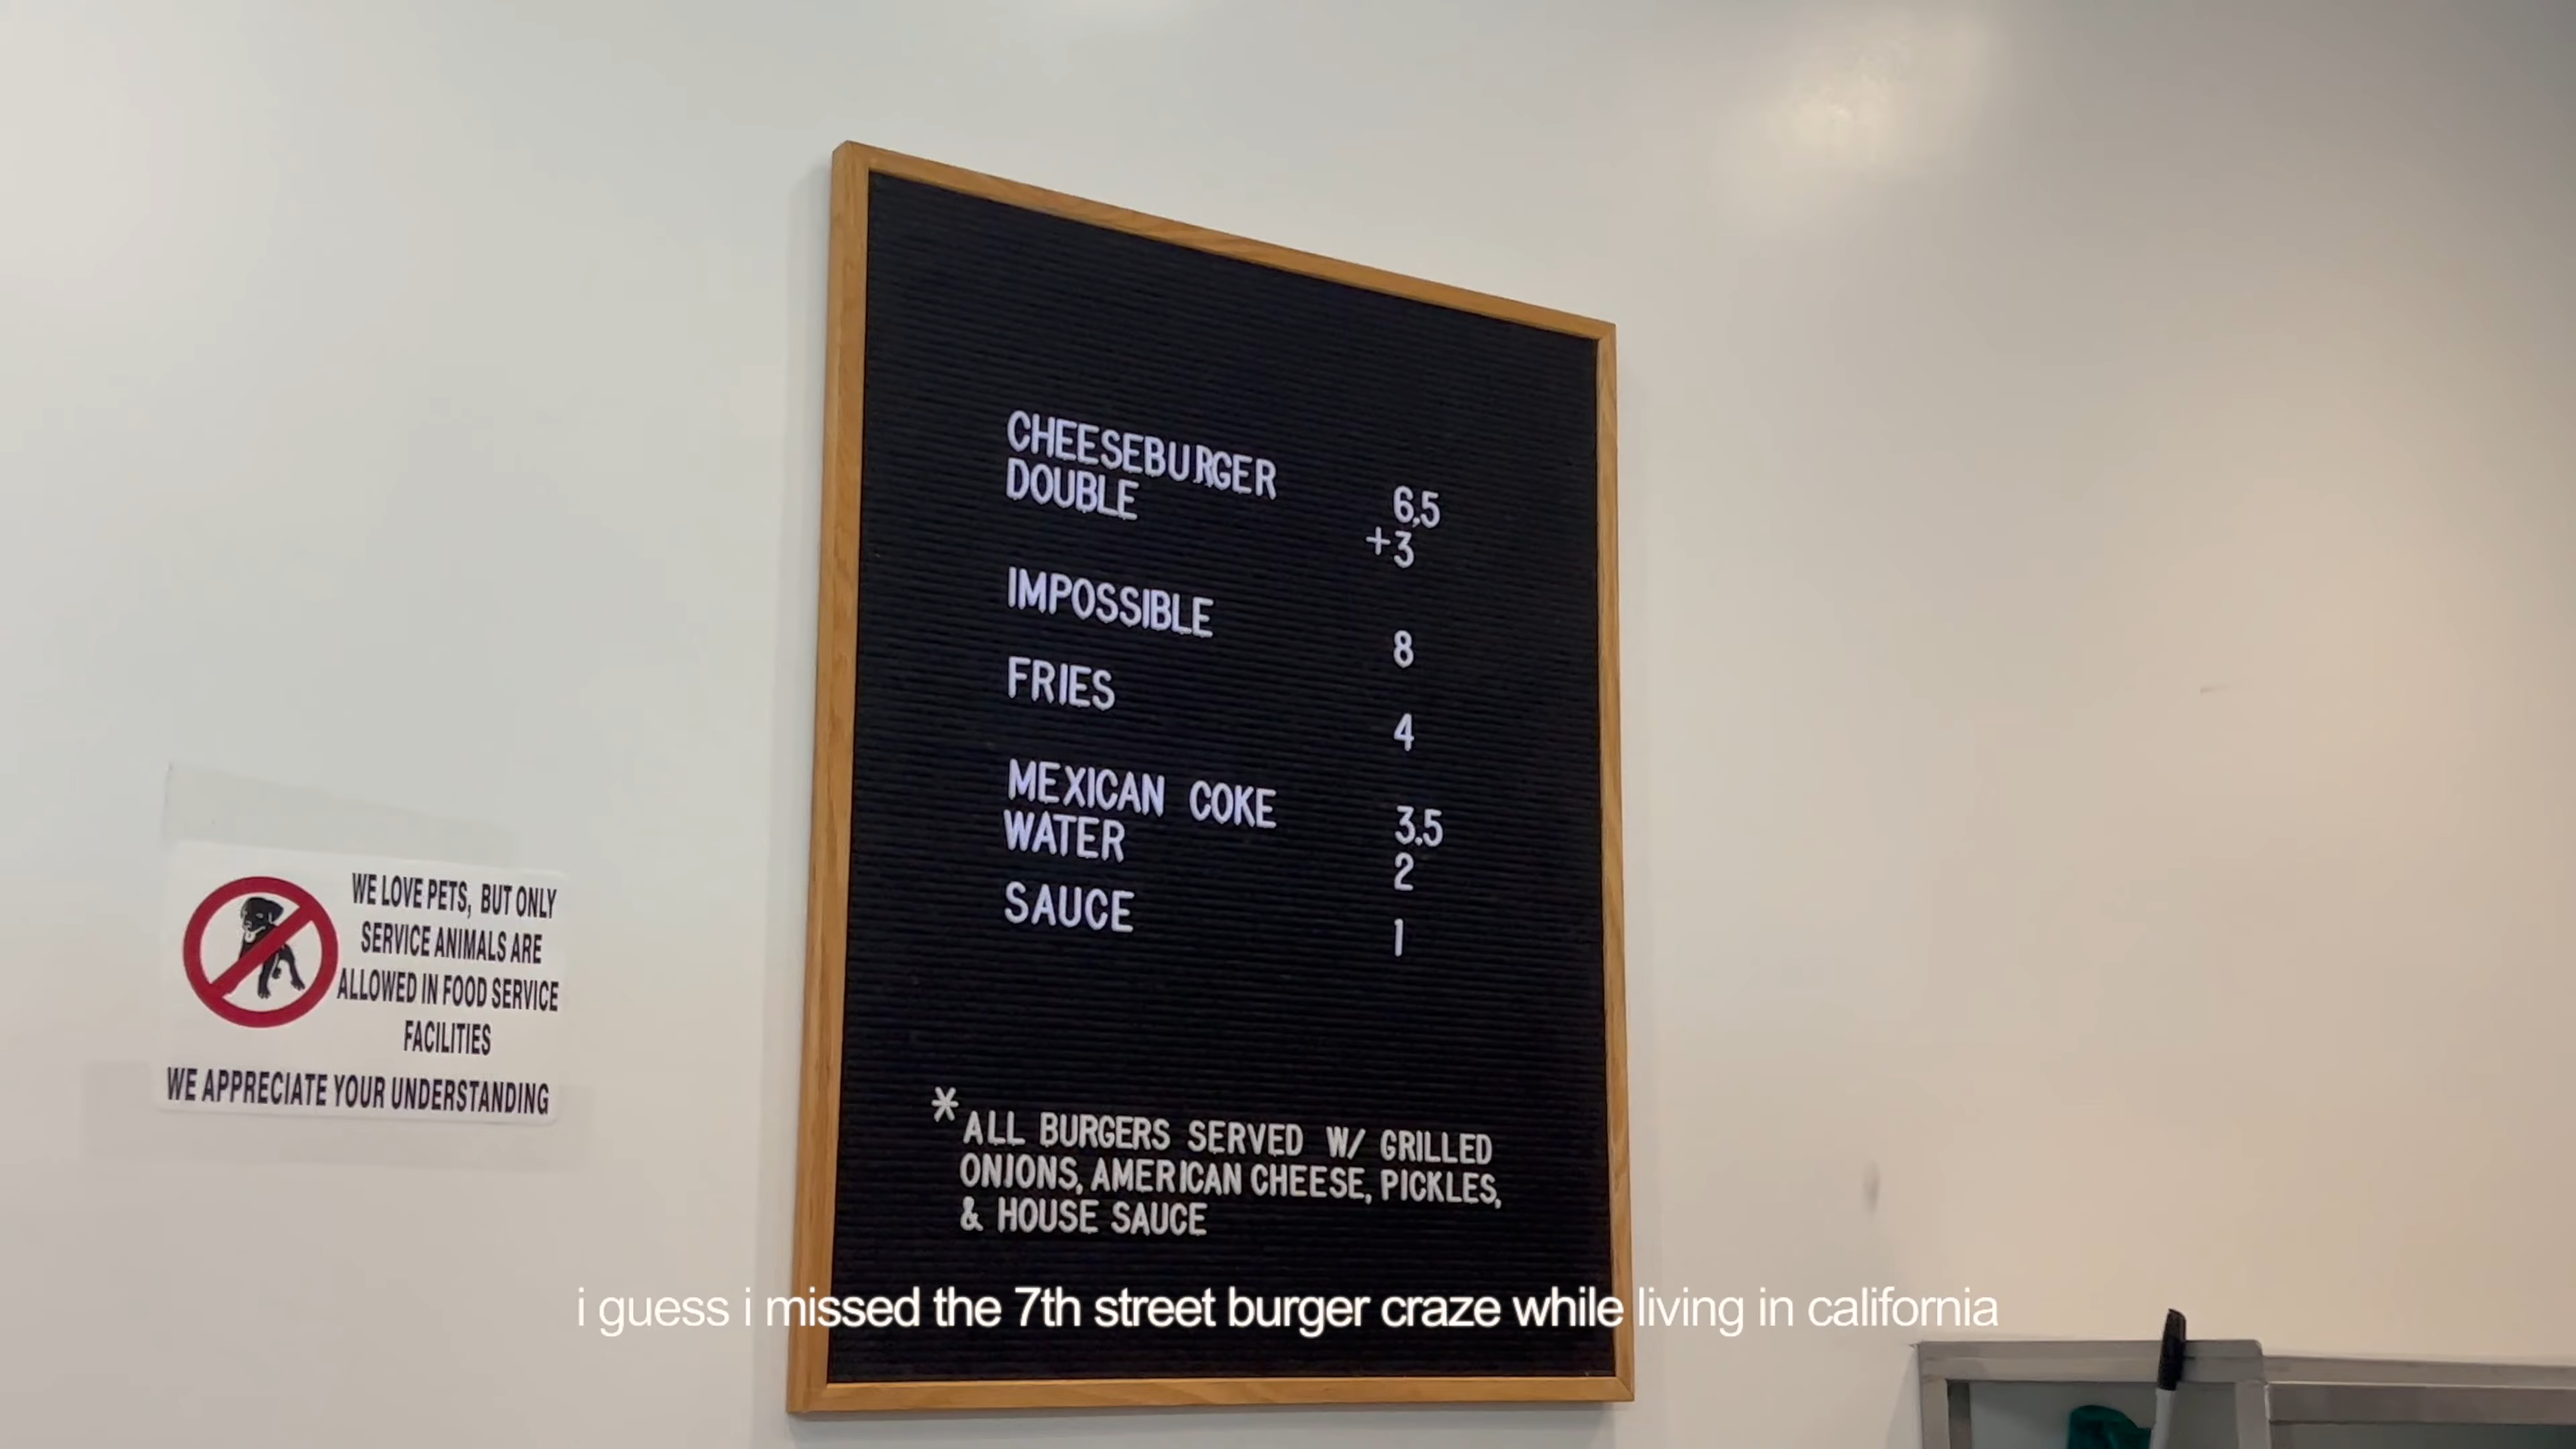 CHEESEBURGER 6.5
DOUBLE +3
IMPOSSIBLE 8
FRIES 4
MEXICAN COKE 3.5
WATER 2
SAUCE 1
* ALL BURGERS SERVED W/ GRILLED
ONIONS, AMERICAN CHEESE, PICKLES,
& HOUSE SAUCE
WE LOVE PETS, BUT ONLY
SERVICE ANIMALS ARE
ALLOWED IN FOOD SERVICE
FACILITIES
WE APPRECIATE YOUR UNDERSTANDING
i guess i missed the 7th street burger craze while living in california